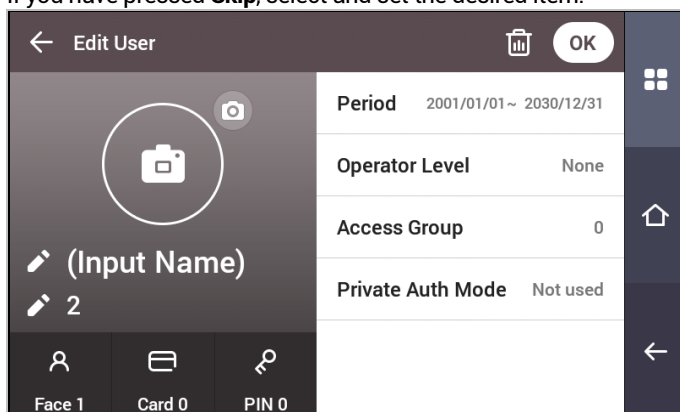 If you have pressed Skip, select and set the desired item.
Edit User
OK
Period 2001/01/01~ 2030/12/31
Operator Level None
Access Group 0
Private Auth Mode Not used
(Input Name)
2
Face 1 Card 0 PIN 0